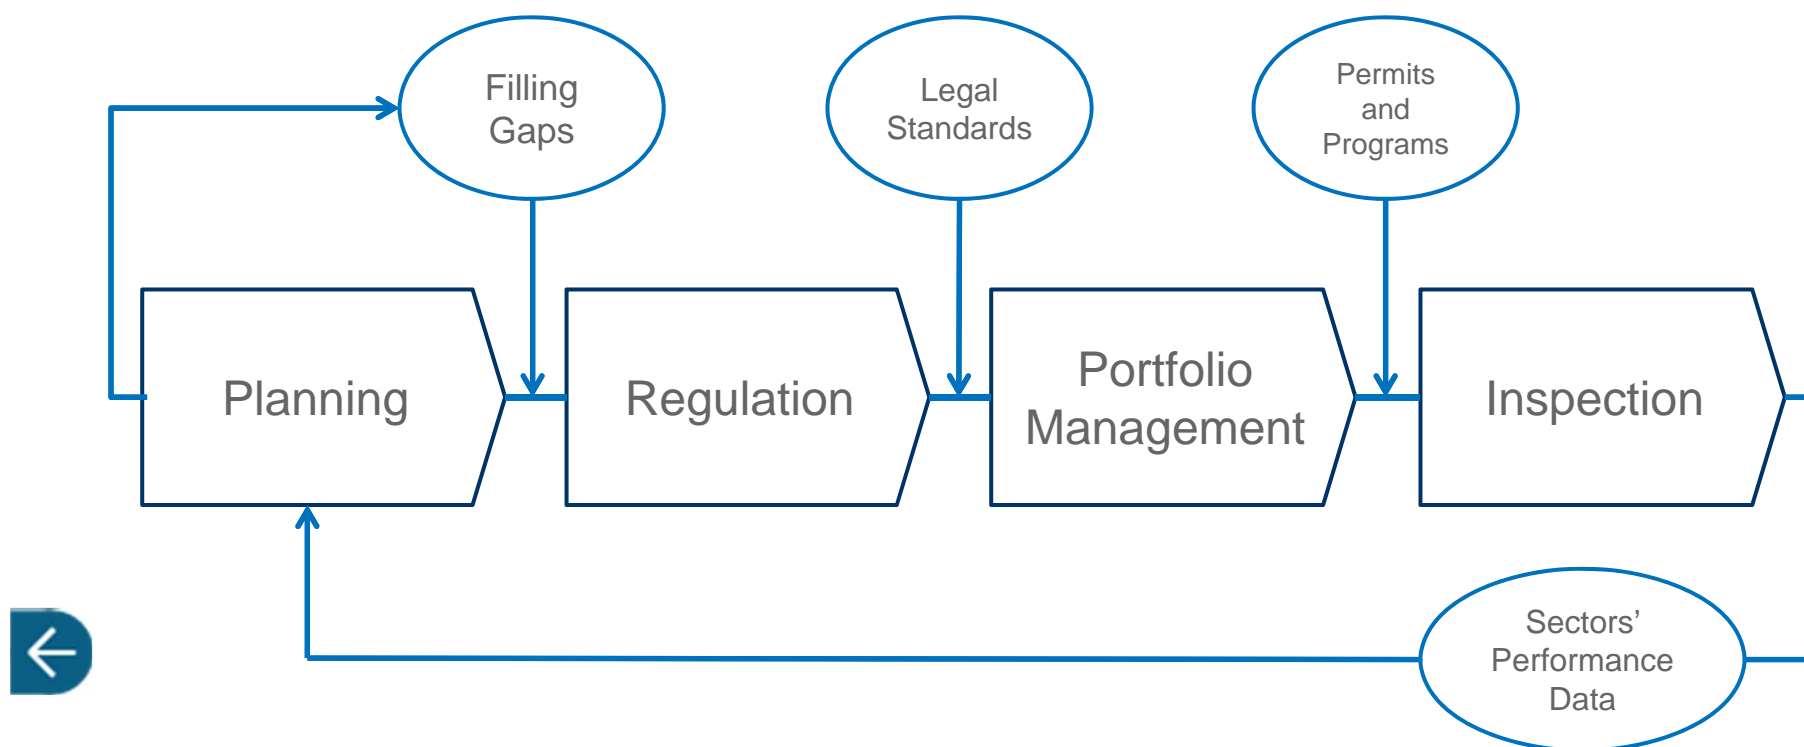 Filling
Gaps
Legal
Standards
Permits
and
Programs
Planning
Regulation
Portfolio
Management
Inspection
Sectors’
Performance
Data